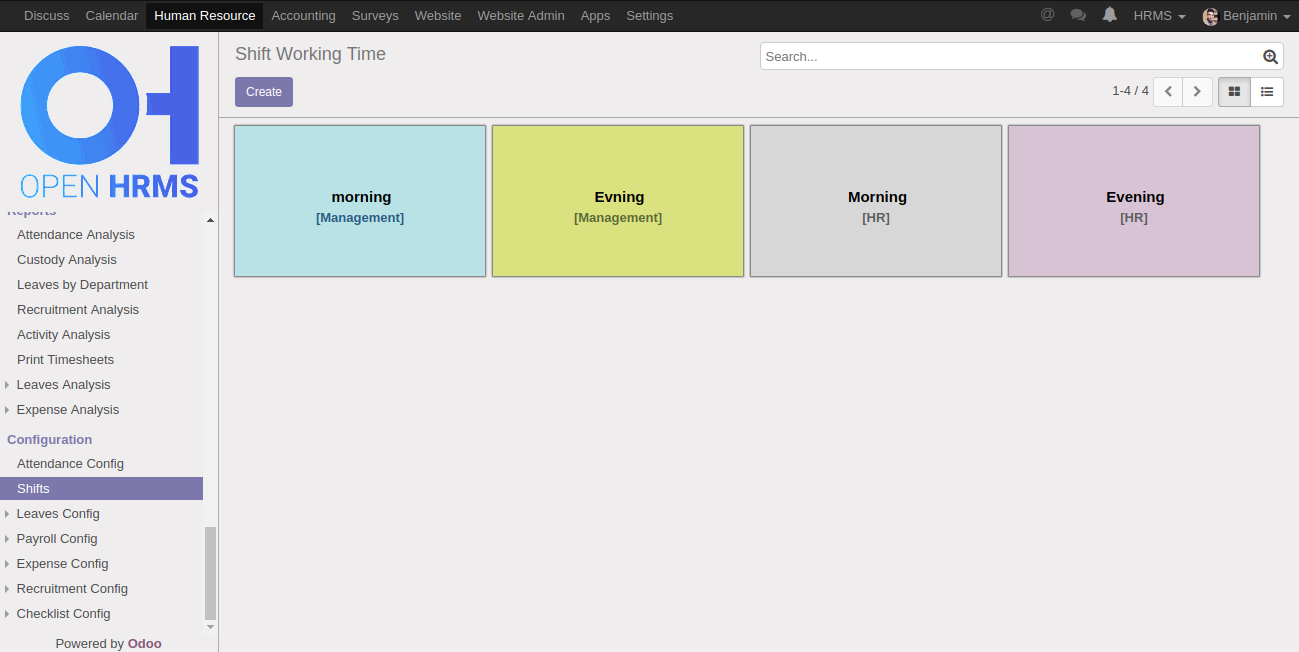 Discuss Calendar Human Resource Accounting Surveys Website Website Admin Apps Settings @ HRMS Benjamin
OPEN HRMS
Reports
Attendance Analysis
Custody Analysis
Leaves by Department
Recruitment Analysis
Activity Analysis
Print Timesheets
Leaves Analysis
Expense Analysis
Configuration
Attendance Config
Shifts
Leaves Config
Payroll Config
Expense Config
Recruitment Config
Checklist Config
Powered by Odoo
Shift Working Time
Search...
Create
1-4 / 4
morning
[Management]
Evning
[Management]
Morning
[HR]
Evening
[HR]